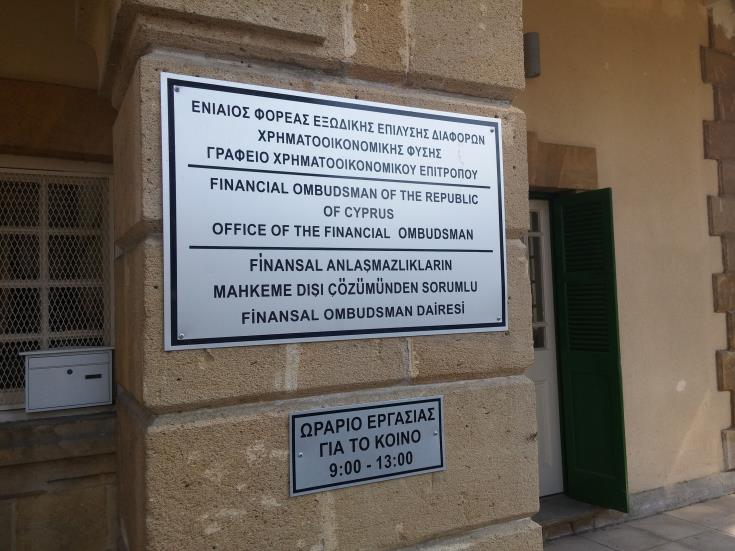 ΕΝΙΑΙΟΣ ΦΟΡΕΑΣ ΕΞΩΔΙΚΗΣ ΕΠΙΛΥΣΗΣ ΔΙΑΦΟΡΩΝ
ΧΡΗΜΑΤΟΟΙΚΟΝΟΜΙΚΗΣ ΦΥΣΗΣ
ΓΡΑΦΕΙΟ ΧΡΗΜΑΤΟΟΙΚΟΝΟΜΙΚΟΥ ΕΠΙΤΡΟΠΟΥ
FINANCIAL OMBUDSMAN OF THE REPUBLIC
OF CYPRUS
OFFICE OF THE FINANCIAL OMBUDSMAN
FİNANSAL ANLAŞMAZLIKLARIN
MAHKEME DIŞI ÇÖZÜMÜNDEN SORUMLU
FİNANSAL OMBUDSMAN DAİRESİ
ΩΡΑΡΙΟ ΕΡΓΑΣΙΑΣ
ΓΙΑ ΤΟ ΚΟΙΝΟ
9:00 - 13:00